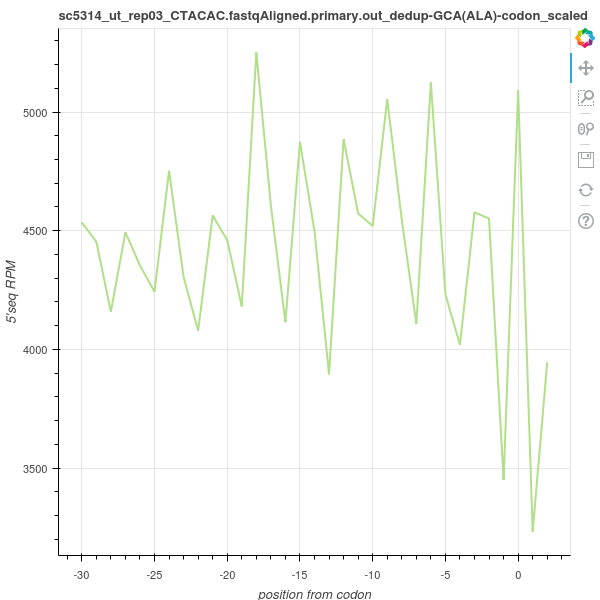 sc5314_ut_rep03_CTACAC.fastqAligned.primary.out_dedup-GCA(ALA)-codon_scaled
5000
4500
4000
3500
5'seq RPM
-30 -25 -20 -15 -10 -5 0
position from codon